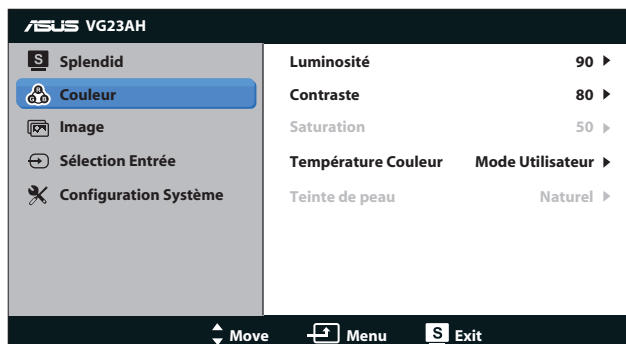 ASUS VG23AH
S Splendid
Couleur
Image
Sélection Entrée
Configuration Système
Luminosité 90
Contraste 80
Saturation 50
Température Couleur Mode Utilisateur
Teinte de peau Naturel
Move Menu S Exit